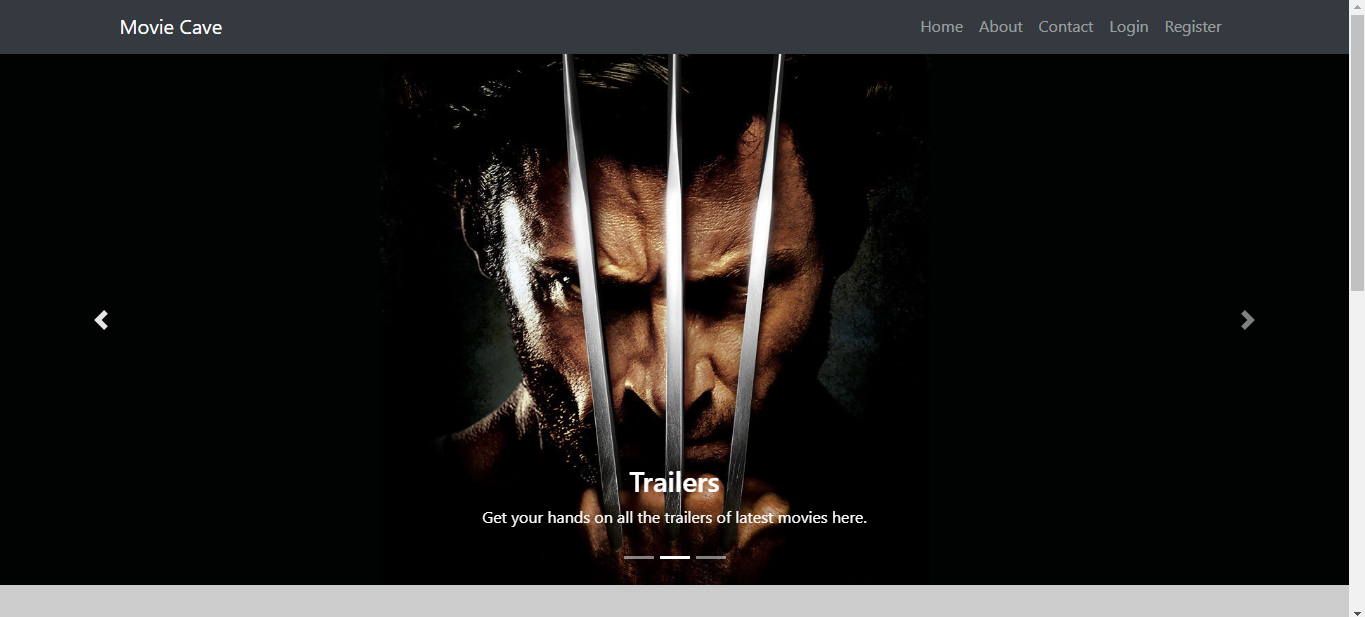 Movie Cave
Home About Contact Login Register
Trailers
Get your hands on all the trailers of latest movies here.